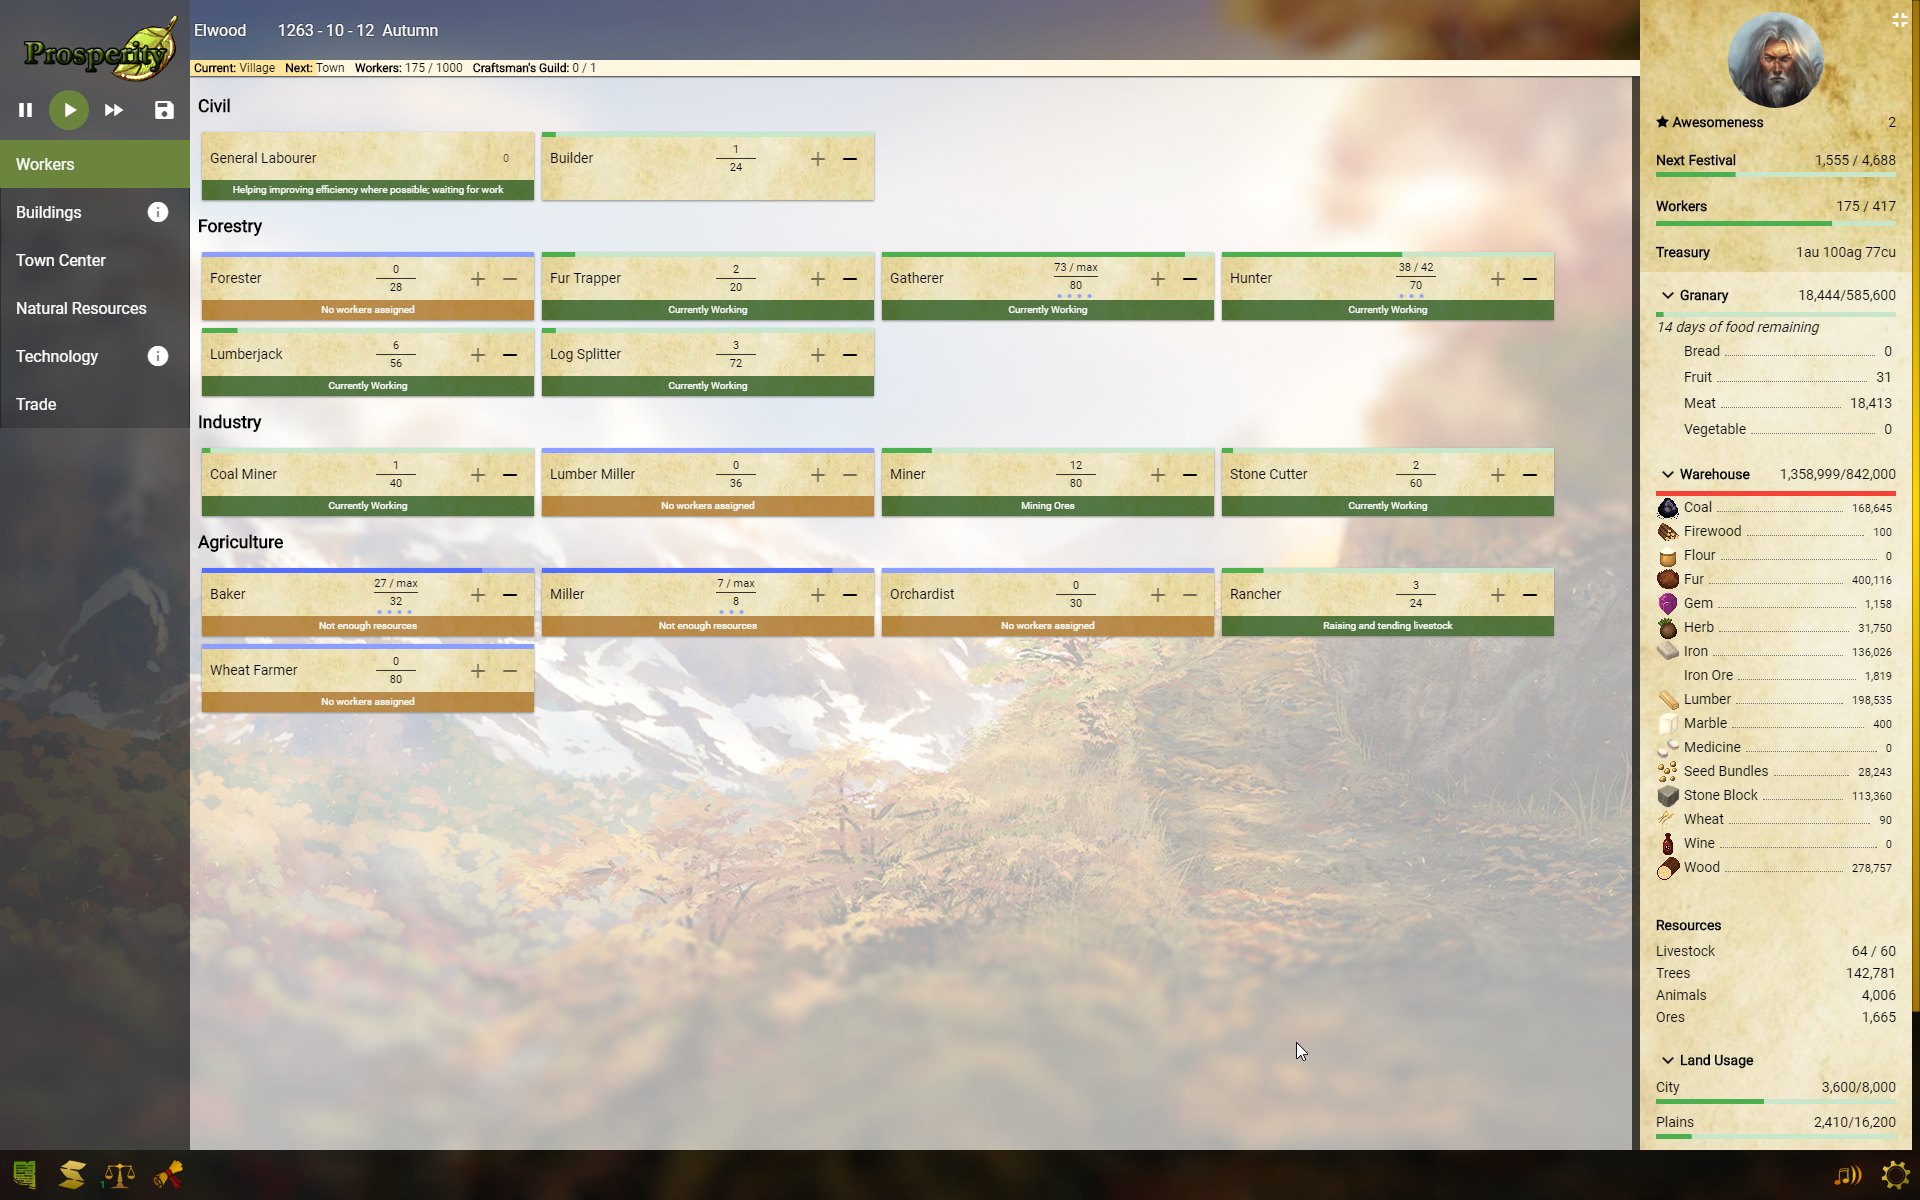 Prosperity
Elwood 1263 - 10 - 12 Autumn
Current: Village Next: Town Workers: 175 / 1000 Craftsman's Guild: 0 / 1
Workers
Buildings
Town Center
Natural Resources
Technology
Trade
Civil
General Labourer 0
Helping improving efficiency where possible; waiting for work
Builder 1
24
Forestry
Forester 0
28
No workers assigned
Fur Trapper 2
20
Currently Working
Gatherer 73 / max
80
Currently Working
Hunter 38 / 42
70
Currently Working
Lumberjack 6
56
Currently Working
Log Splitter 3
72
Currently Working
Industry
Coal Miner 1
40
Currently Working
Lumber Miller 0
36
No workers assigned
Miner 12
80
Mining Ores
Stone Cutter 2
60
Currently Working
Agriculture
Baker 27 / max
32
Not enough resources
Miller 7 / max
8
Not enough resources
Orchardist 0
30
No workers assigned
Rancher 3
24
Raising and tending livestock
Wheat Farmer 0
80
No workers assigned
Awesomeness 2
Next Festival 1,555 / 4,688
Workers 175 / 417
Treasury 1au 100ag 77cu
Granary 18,444/585,600
14 days of food remaining
Bread 0
Fruit 31
Meat 18,413
Vegetable 0
Warehouse 1,358,999/842,000
Coal 168,645
Firewood 100
Flour 0
Fur 400,116
Gem 1,158
Herb 31,750
Iron 136,026
Iron Ore 1,819
Lumber 198,535
Marble 400
Medicine 0
Seed Bundles 28,243
Stone Block 113,360
Wheat 90
Wine 0
Wood 278,757
Resources
Livestock 64 / 60
Trees 142,781
Animals 4,006
Ores 1,665
Land Usage
City 3,600/8,000
Plains 2,410/16,200
1